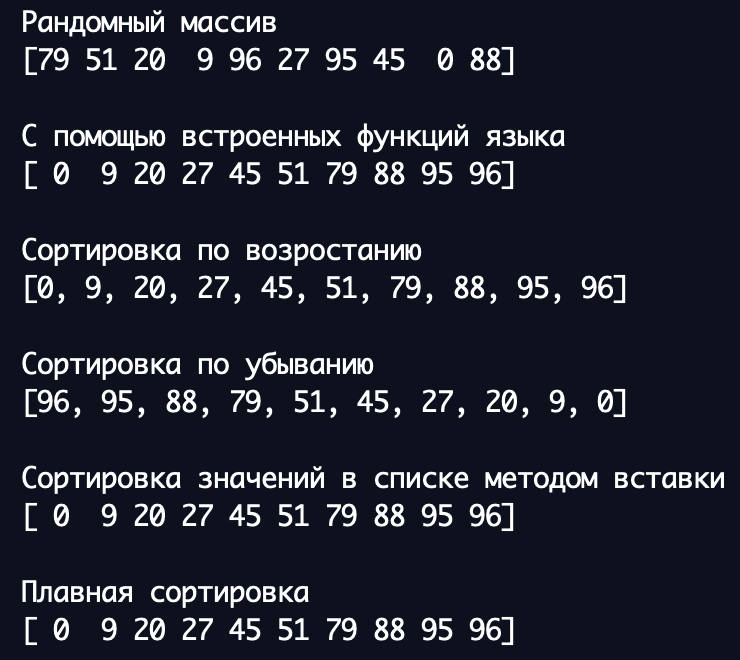 Рандомный массив
[79 51 20  9 96 27 95 45  0 88]
С помощью встроенных функций языка
[ 0  9 20 27 45 51 79 88 95 96]
Сортировка по возростанию
[0, 9, 20, 27, 45, 51, 79, 88, 95, 96]
Сортировка по убыванию
[96, 95, 88, 79, 51, 45, 27, 20, 9, 0]
Сортировка значений в списке методом вставки
[ 0  9 20 27 45 51 79 88 95 96]
Плавная сортировка
[ 0  9 20 27 45 51 79 88 95 96]